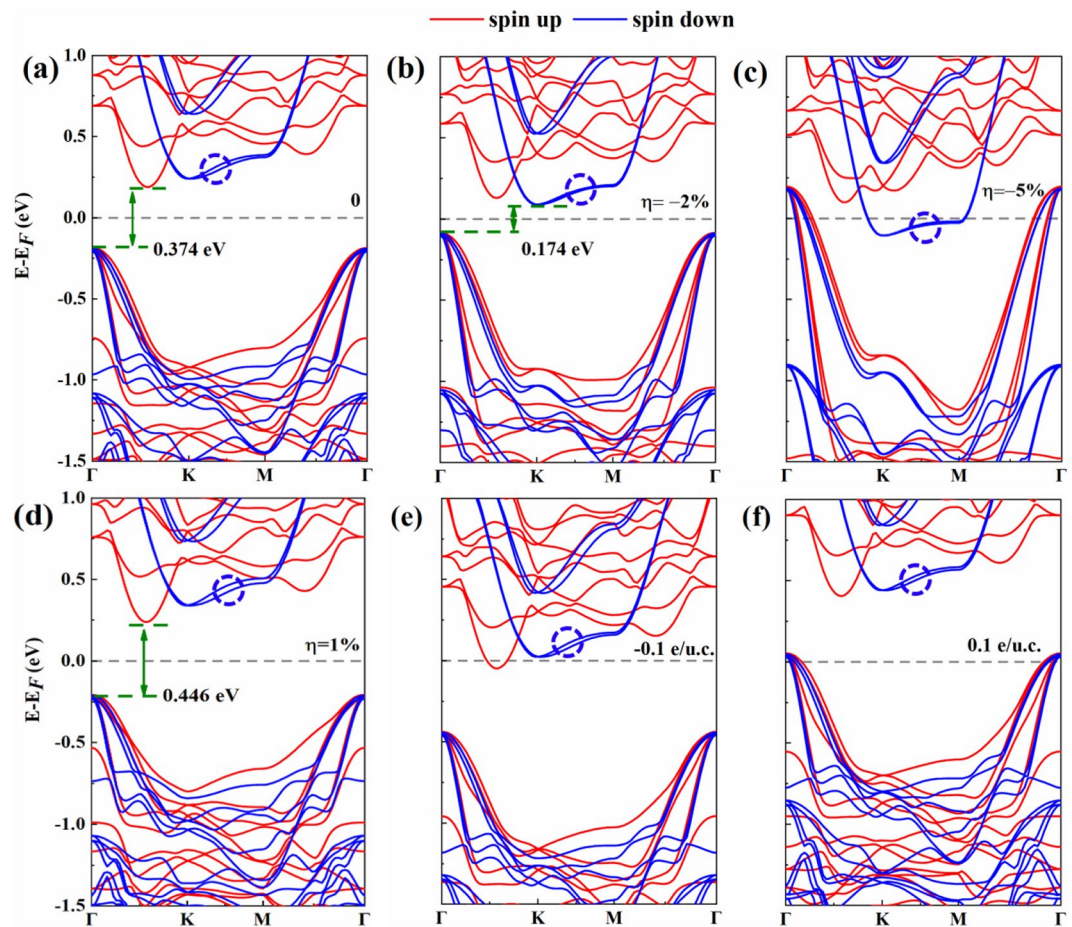 spin up spin down
(a) (b) (c)
1.0
0.5
0.0
-0.5
-1.0
-1.5
E-E_F (eV)
0
0.374 eV
η= −2%
0.174 eV
η=−5%
Γ K M Γ
Γ K M Γ
Γ K M Γ
(d) (e) (f)
1.0
0.5
0.0
-0.5
-1.0
-1.5
E-E_F (eV)
η=1%
0.446 eV
-0.1 e/u.c.
0.1 e/u.c.
Γ K M Γ
Γ K M Γ
Γ K M Γ